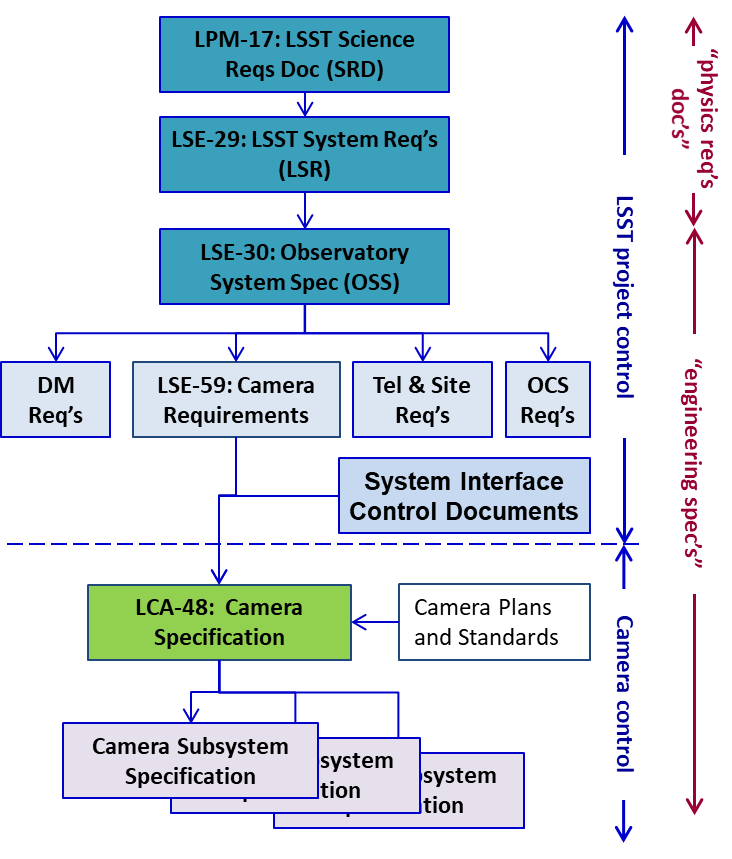 LPM-17: LSST Science
Reqs Doc (SRD)
LSE-29: LSST System Req’s
(LSR)
LSE-30: Observatory
System Spec (OSS)
DM
Req’s
LSE-59: Camera
Requirements
Tel & Site
Req’s
OCS
Req’s
System Interface
Control Documents
LCA-48:  Camera
Specification
Camera Plans
and Standards
Camera Subsystem
Specification
system
system
“physics req’s
doc’s”
LSST project control
“engineering spec’s”
Camera control